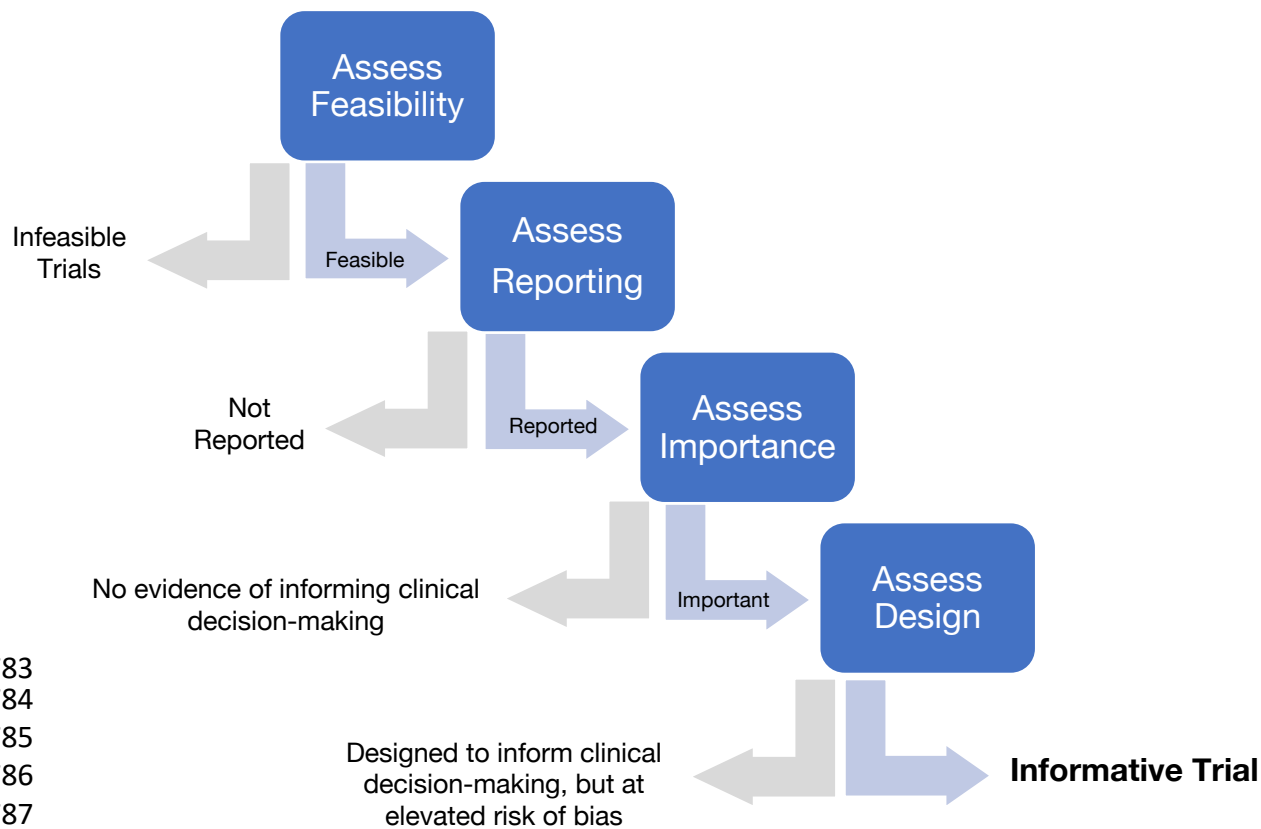 Assess
Feasibility
Infeasible
Trials
Feasible
Assess
Reporting
Not
Reported
Reported
Assess
Importance
No evidence of informing clinical
decision-making
Important
Assess
Design
83
84
85
86
87
Designed to inform clinical
decision-making, but at
elevated risk of bias
Informative Trial